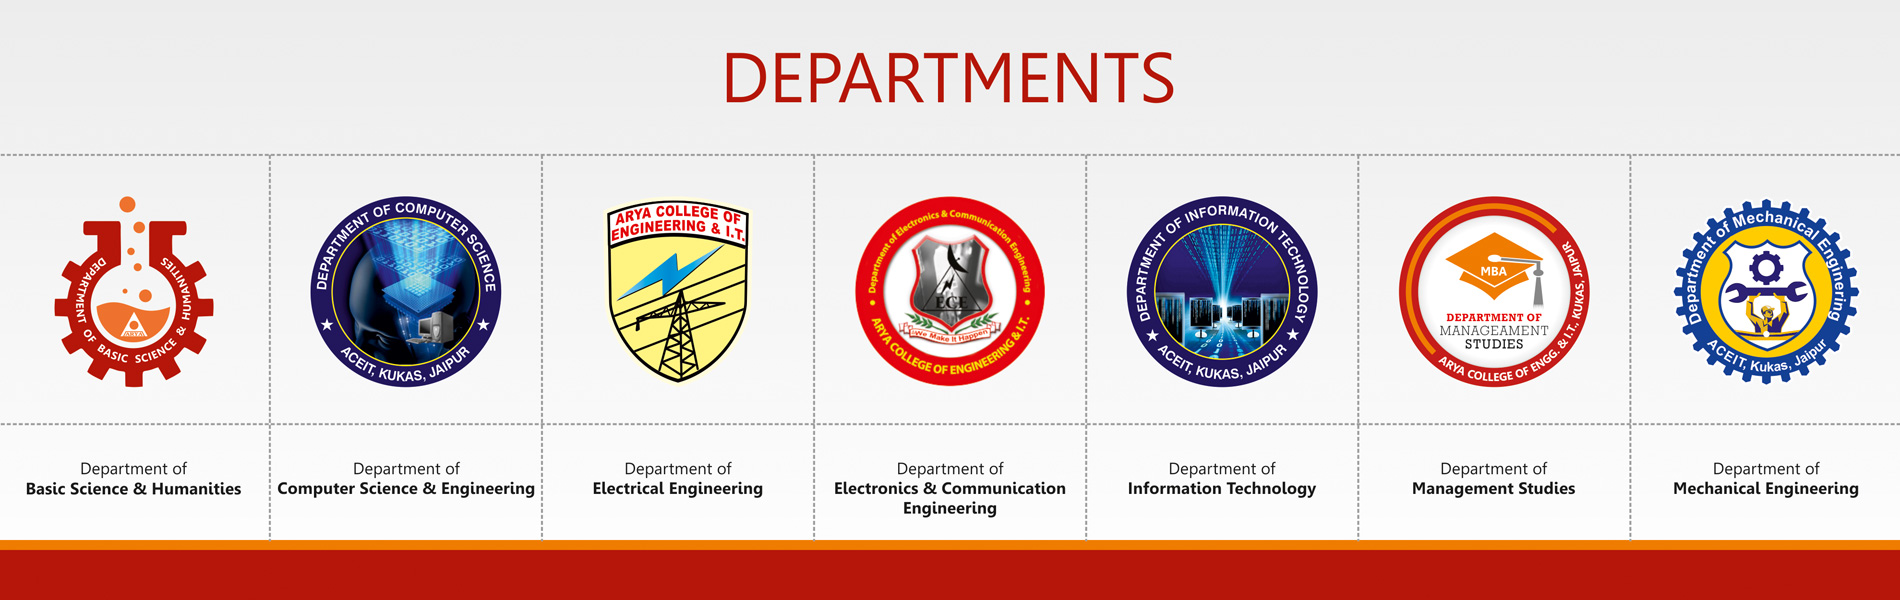 DEPARTMENTS
DEPARTMENT OF BASIC SCIENCE & HUMANITIES
ARYA
DEPARTMENT OF COMPUTER SCIENCE
ACEIT, KUKAS, JAIPUR
ARYA COLLEGE OF
ENGINEERING & I.T.
Department of Electronics & Communication Engineering
ECE
We Make It Happen
ARYA COLLEGE OF ENGINEERING & I.T.
DEPARTMENT OF INFORMATION TECHNOLOGY
ACEIT, KUKAS, JAIPUR
MBA
DEPARTMENT OF
MANAGEAMENT
STUDIES
ARYA COLLEGE OF ENGG. & I.T. KUKAS, JAIPUR
Department of Mechanical Enginering
ACEIT, Kukas, Jaipur
Department of
Basic Science & Humanities
Department of
Computer Science & Engineering
Department of
Electrical Engineering
Department of
Electronics & Communication
Engineering
Department of
Information Technology
Department of
Management Studies
Department of
Mechanical Engineering